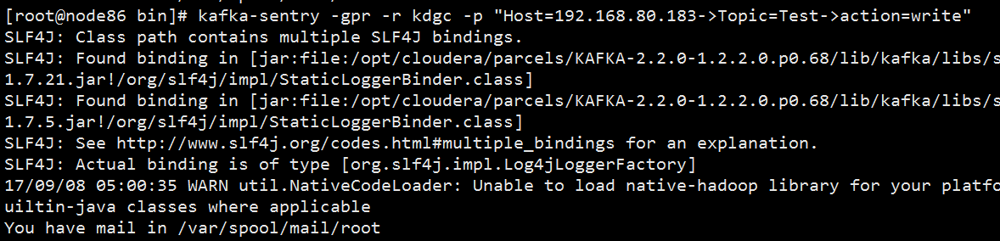 [root@node86 bin]# kafka-sentry -gpr -r kdgc -p "Host=192.168.80.183->Topic=Test->action=write"
SLF4J: Class path contains multiple SLF4J bindings.
SLF4J: Found binding in [jar:file:/opt/cloudera/parcels/KAFKA-2.2.0-1.2.2.0.p0.68/lib/kafka/libs/s
1.7.21.jar!/org/slf4j/impl/StaticLoggerBinder.class]
SLF4J: Found binding in [jar:file:/opt/cloudera/parcels/KAFKA-2.2.0-1.2.2.0.p0.68/lib/kafka/libs/s
1.7.5.jar!/org/slf4j/impl/StaticLoggerBinder.class]
SLF4J: See http://www.slf4j.org/codes.html#multiple_bindings for an explanation.
SLF4J: Actual binding is of type [org.slf4j.impl.Log4jLoggerFactory]
17/09/08 05:00:35 WARN util.NativeCodeLoader: Unable to load native-hadoop library for your platfo
uiltin-java classes where applicable
You have mail in /var/spool/mail/root